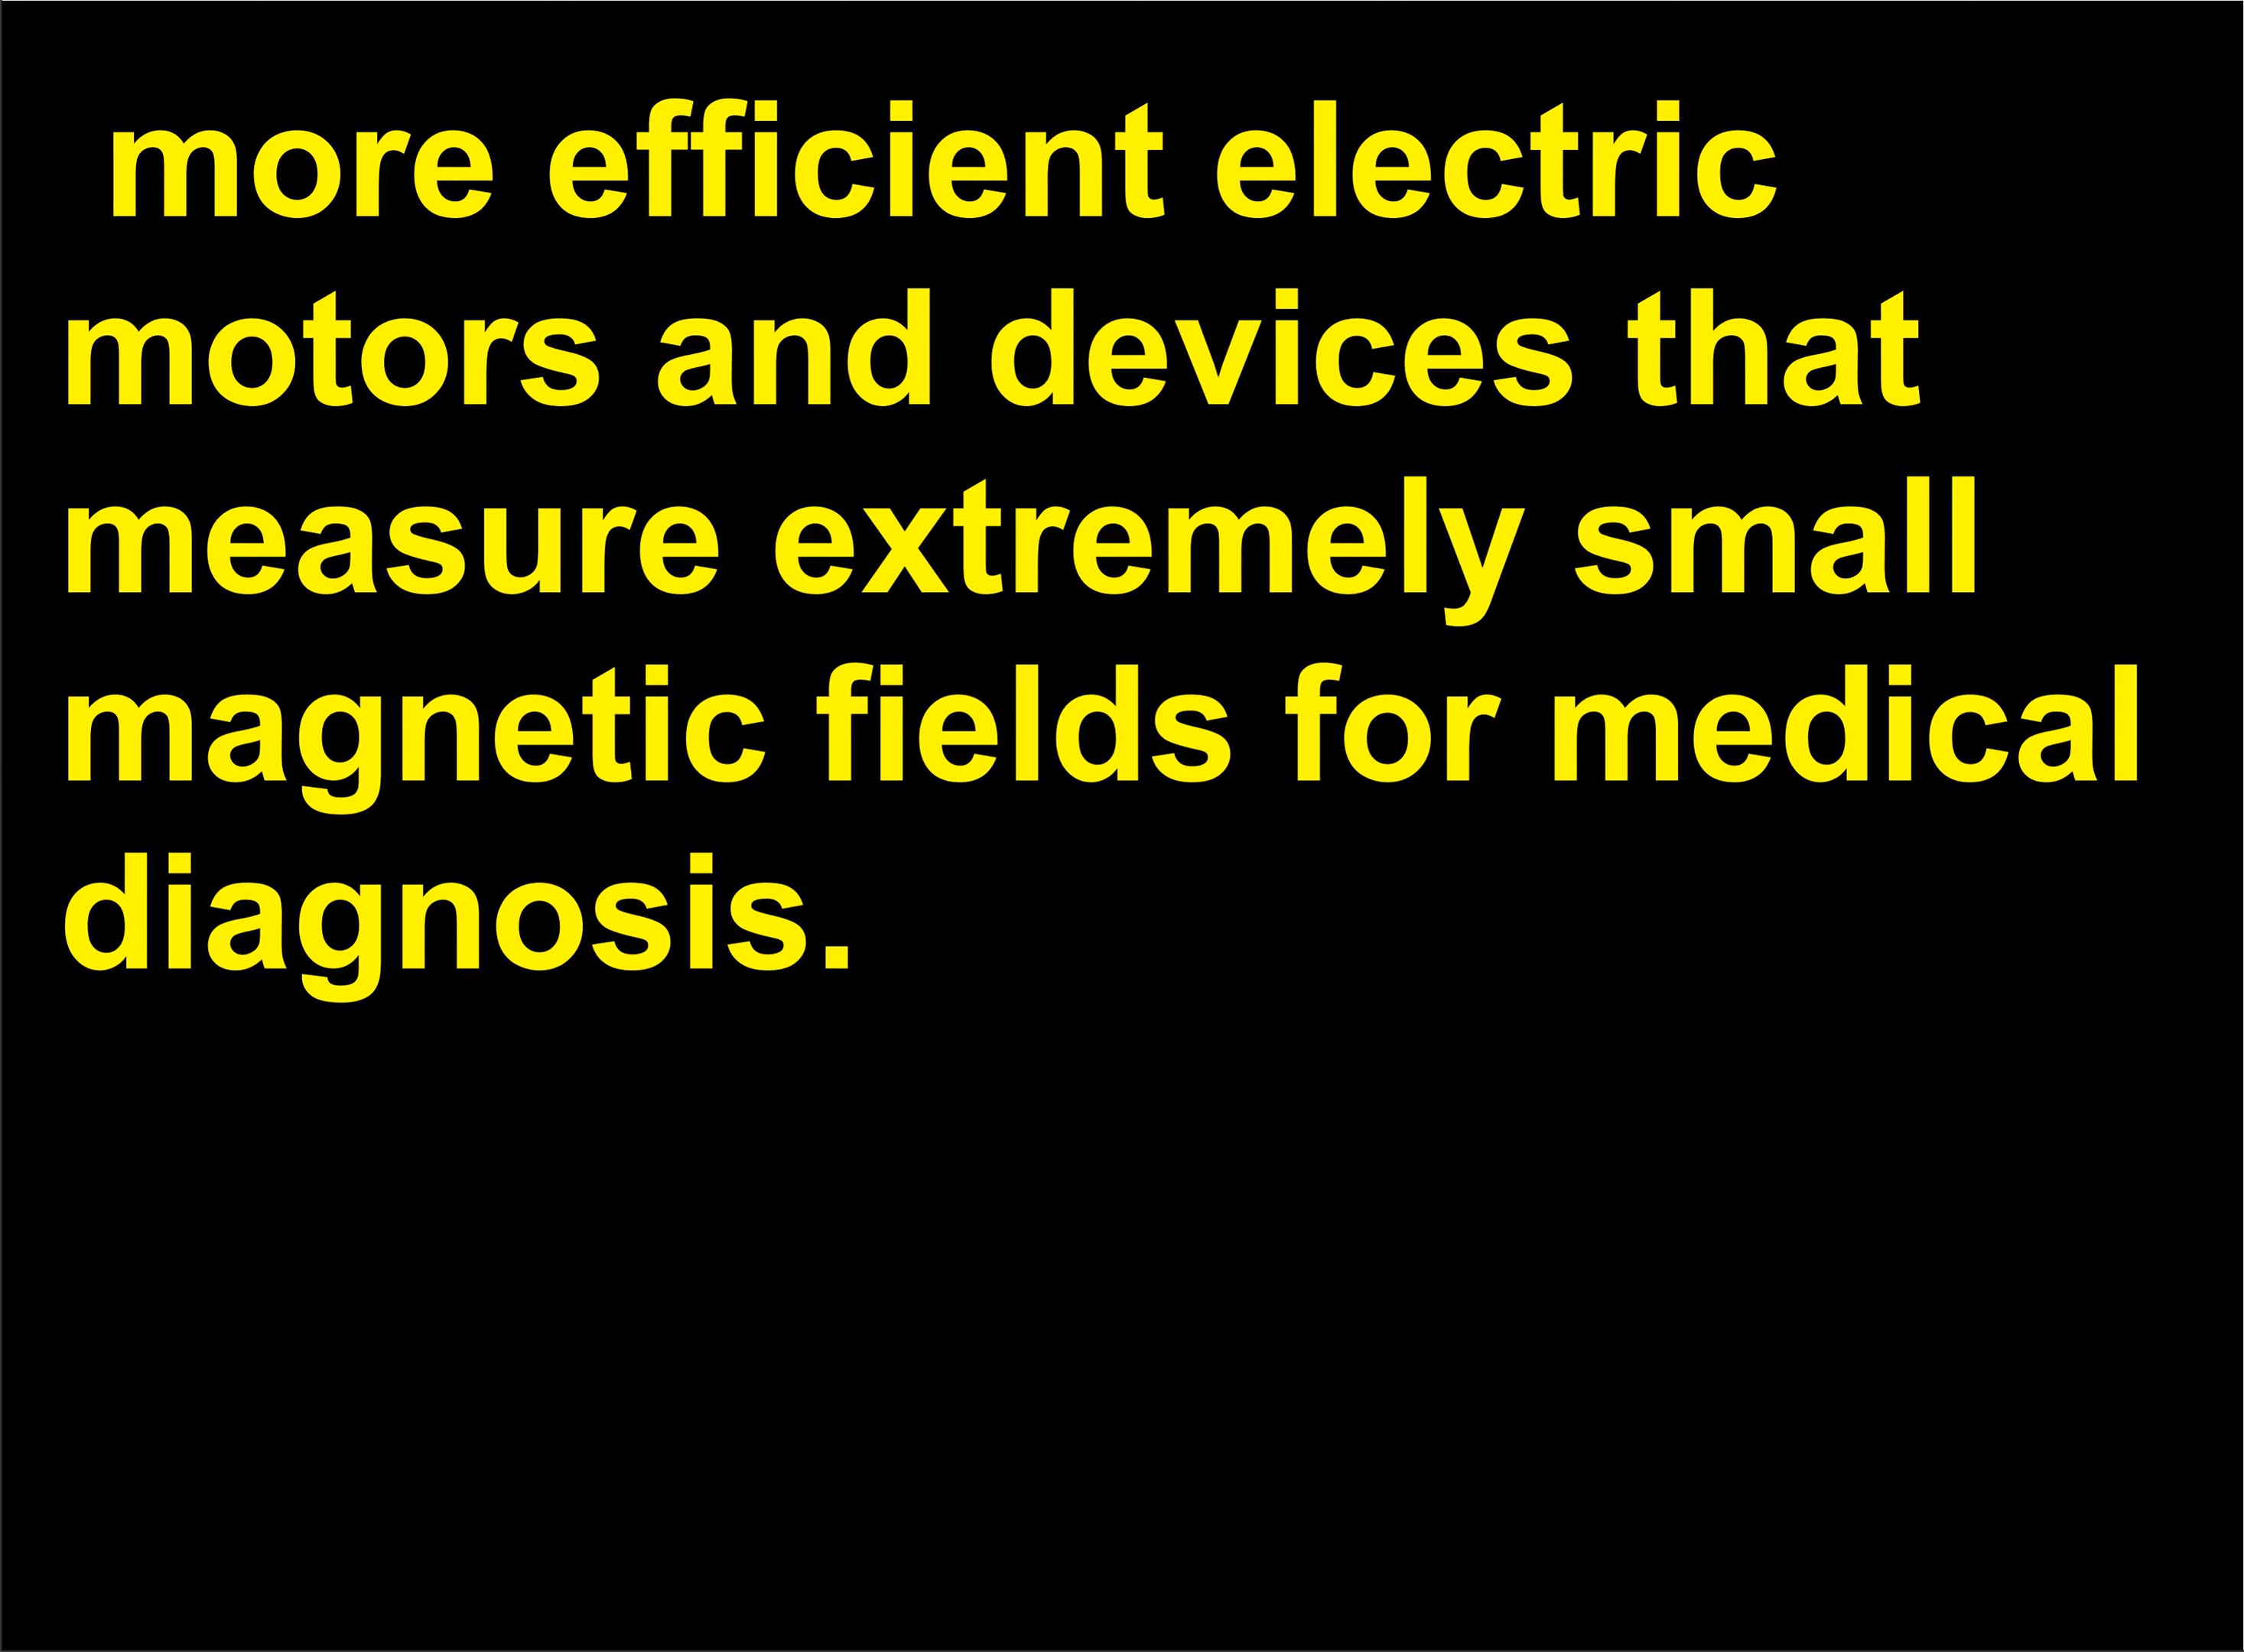 more efficient electric
motors and devices that
measure extremely small
magnetic fields for medical
diagnosis.